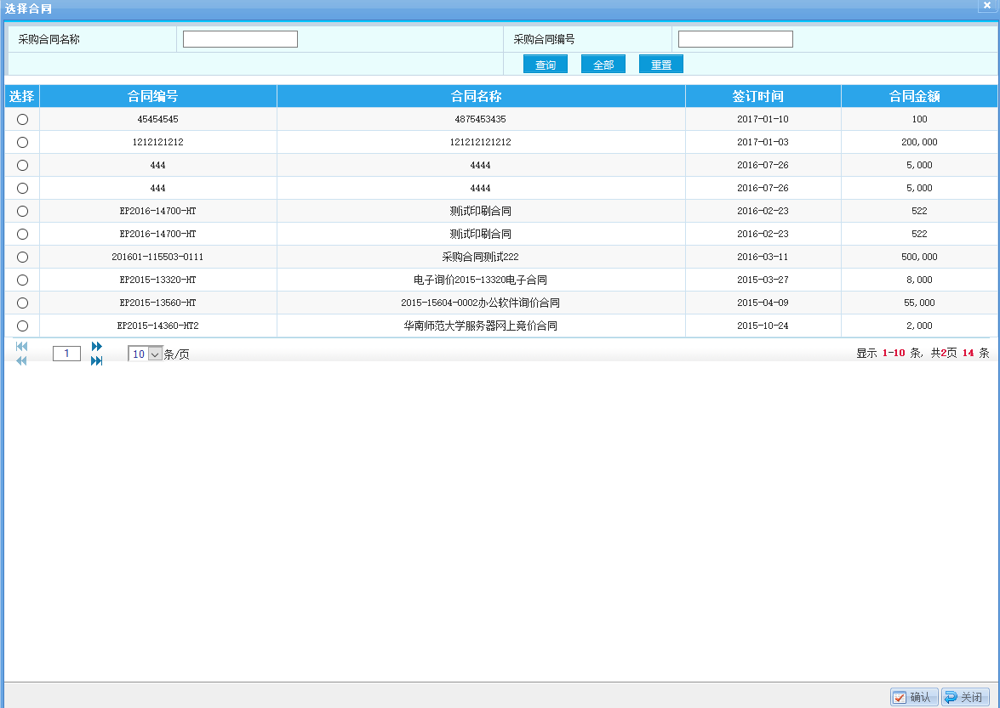 选择合同
采购合同名称 采购合同编号
查询 全部 重置
选择 合同编号 合同名称 签订时间 合同金额
45454545 4875453435 2017-01-10 100
1212121212 121212121212 2017-01-03 200,000
444 4444 2016-07-26 5,000
444 4444 2016-07-26 5,000
EP2016-14700-HT 测试印刷合同 2016-02-23 522
EP2016-14700-HT 测试印刷合同 2016-02-23 522
201601-115503-0111 采购合同测试222 2016-03-11 500,000
EP2015-13320-HT 电子询价2015-13320电子合同 2015-03-27 8,000
EP2015-13560-HT 2015-15604-0002办公软件询价合同 2015-04-09 55,000
EP2015-14360-HT2 华南师范大学服务器网上竞价合同 2015-10-24 2,000
1 10 条/页 显示 1-10 条, 共2页 14 条
确认 关闭